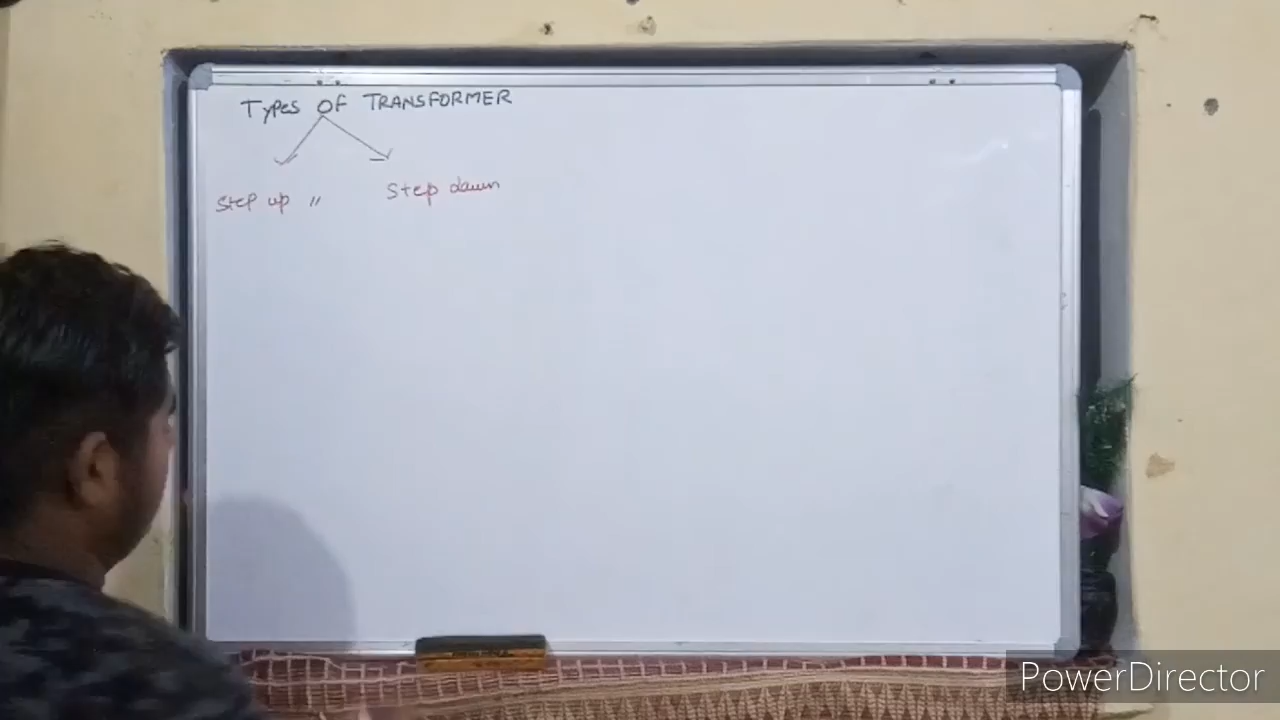 Types OF TRANSFORMER
Step up "
Step down
PowerDirector